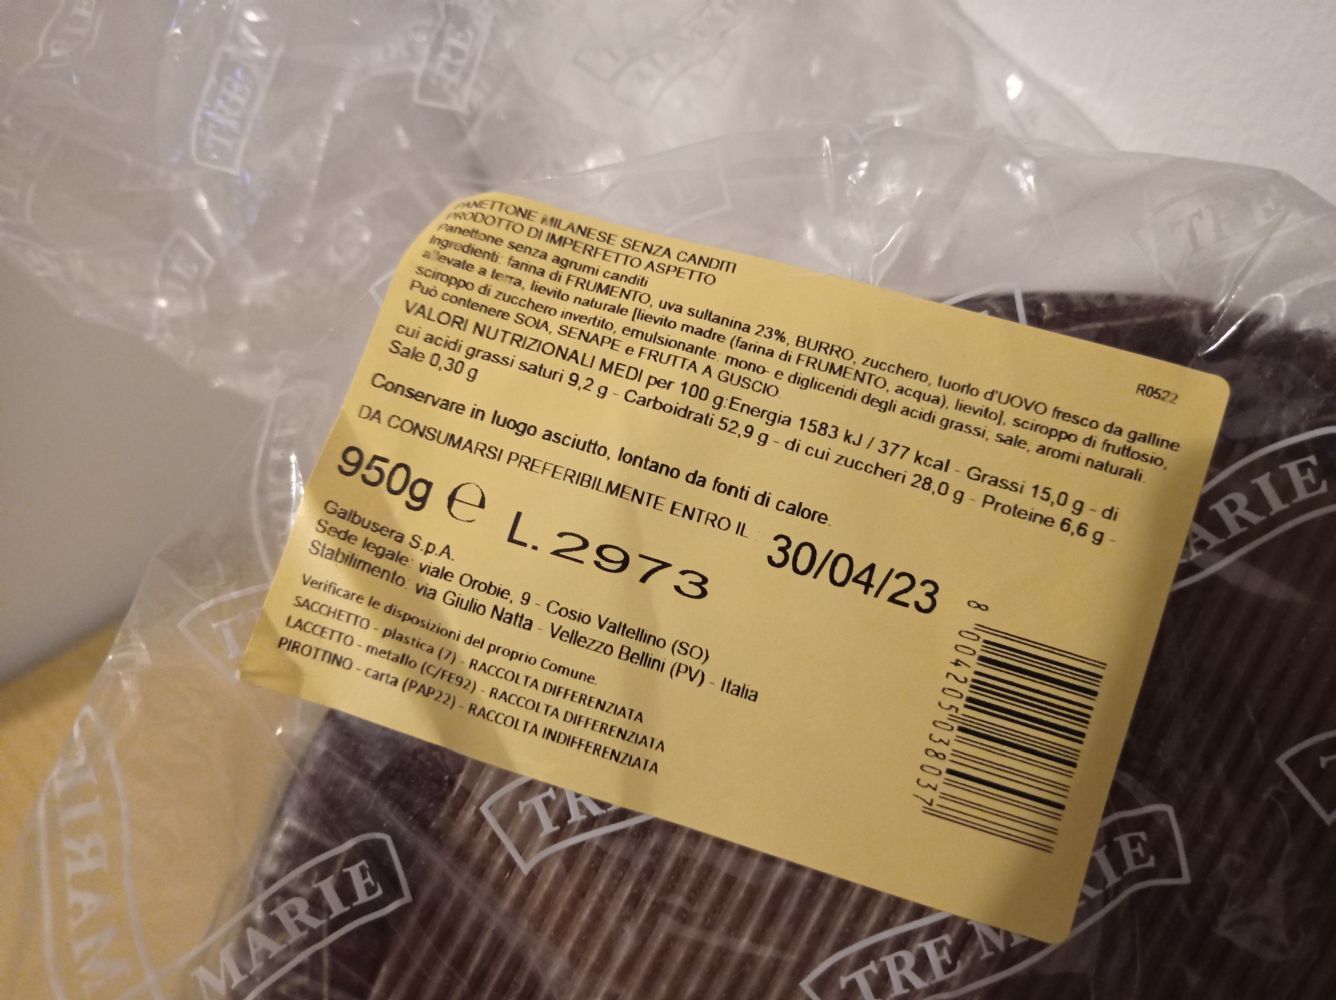 TRE M
TRE
TRE
PANETTONE MILANESE SENZA CANDITI
PRODOTTO DI IMPERFETTO ASPETTO
Panettone senza agrumi canditi
Ingredienti: farina di FRUMENTO, uva sultanina 23%, BURRO, zucchero, tuorlo d'UOVO fresco da galline
allevate a terra, lievito naturale [lievito madre (farina di FRUMENTO, acqua), lievito], sciroppo di fruttosio,
sciroppo di zucchero invertito, emulsionante: mono- e digliceridi degli acidi grassi; sale, aromi naturali.
Può contenere SOIA, SENAPE e FRUTTA A GUSCIO.
R0522
VALORI NUTRIZIONALI MEDI per 100 g:Energia 1583 kJ / 377 kcal - Grassi 15,0 g - di
cui acidi grassi saturi 9,2 g - Carboidrati 52,9 g - di cui zuccheri 28,0 g - Proteine 6,6 g -
Sale 0,30 g
Conservare in luogo asciutto, lontano da fonti di calore.
DA CONSUMARSI PREFERIBILMENTE ENTRO IL 30/04/23
950g e L. 2973
Galbusera S.p.A.
Sede legale: viale Orobie, 9 - Cosio Valtellino (SO)
Stabilimento: via Giulio Natta - Vellezzo Bellini (PV) - Italia
Verificare le disposizioni del proprio Comune.
SACCHETTO - plastica (7) - RACCOLTA DIFFERENZIATA
LACCETTO - metallo (C/FE92) - RACCOLTA DIFFERENZIATA
PIROTTINO - carta (PAP22) - RACCOLTA INDIFFERENZIATA
8 004205 038037
ARIE
TR
MARIE
TRE M
RIE
MARIE